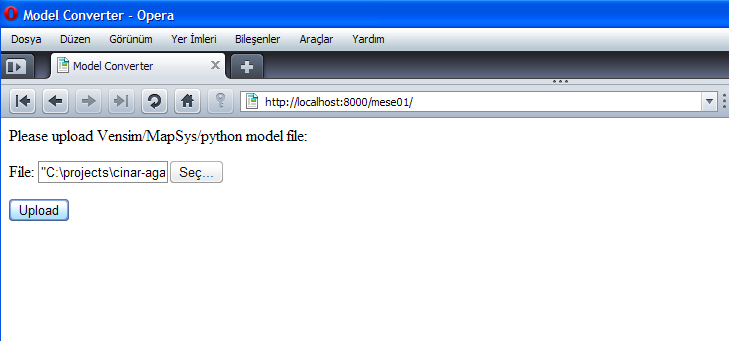 Model Converter - Opera
Dosya Düzen Görünüm Yer İmleri Bileşenler Araçlar Yardım
Model Converter
http://localhost:8000/mese01/
Please upload Vensim/MapSys/python model file:
File: "C:\projects\cinar-aga Seç...
Upload